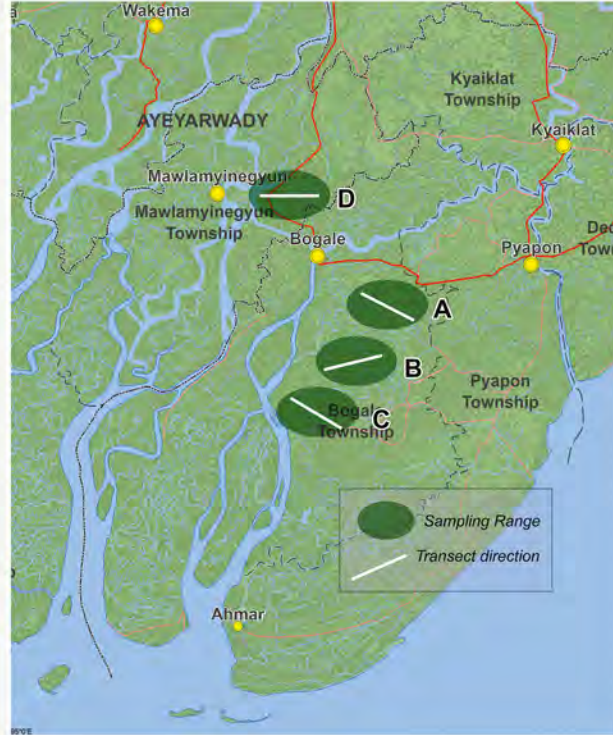 Wakema
Kyaiklat
Township
AYEYARWADY
Kyaiklat
Mawlamyinegyun
Mawlamyinegyun
Township
D
Bogale
Pyapon
A
B
Pyapon
Township
Bogale
Township
C
Sampling Range
Transect direction
Ahmar